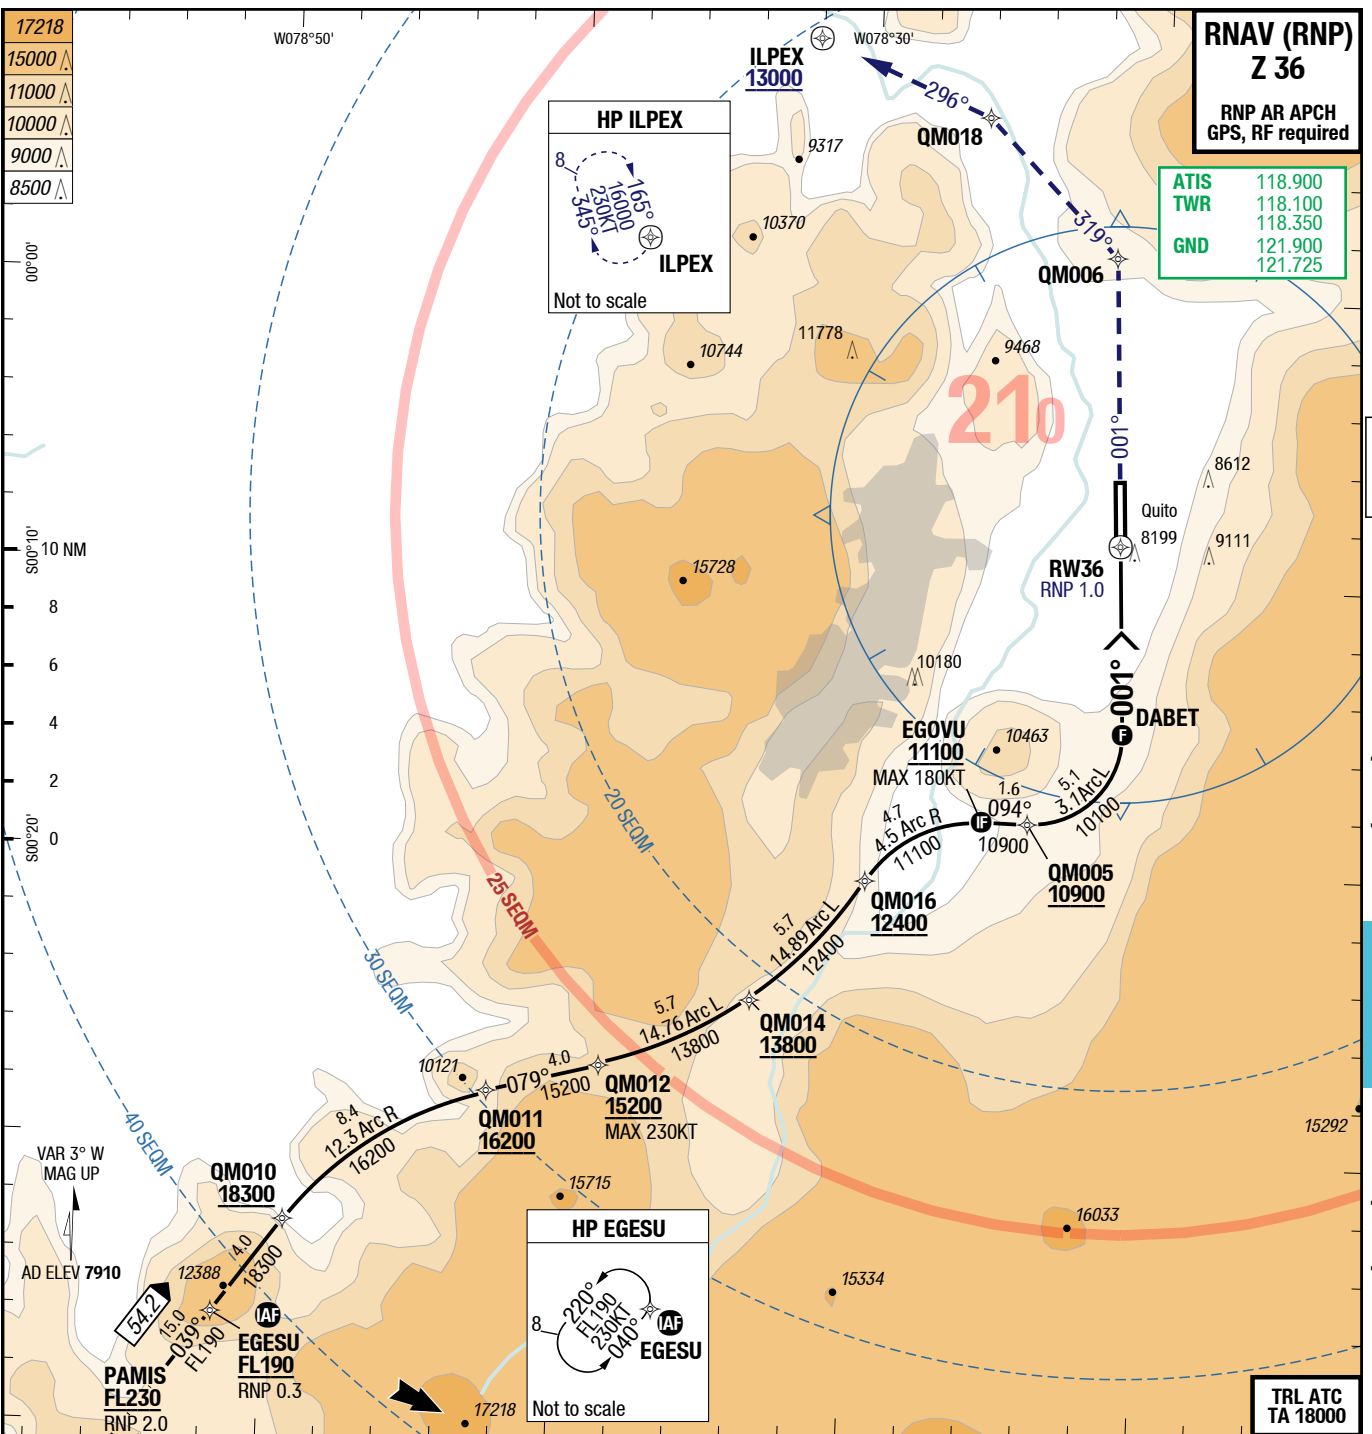 17218
15000
11000
10000
9000
8500
W078°50'
W078°30'
RNAV (RNP)
Z 36
RNP AR APCH
GPS, RF required
ATIS 118.900
TWR 118.100
118.350
GND 121.900
121.725
ILPEX
13000
296°
QM018
319°
QM006
001°
HP ILPEX
8
165°
16000
230KT
345°
ILPEX
Not to scale
9317
10370
11778
10744
9468
210
00°00'
8612
Quito
8199
9111
RW36
RNP 1.0
S00°10'
10 NM
8
6
4
2
0
S00°20'
15728
10180
001°
DABET
F
EGOVU
11100
MAX 180KT
10463
IF
1.6
094°
10900
5.1
3.1 Arc L
10100
QM005
10900
4.7
4.5 Arc R
11100
QM016
12400
20 SEQM
25 SEQM
30 SEQM
40 SEQM
5.7
14.89 Arc L
12400
QM014
13800
5.7
14.76 Arc L
13800
QM012
15200
MAX 230KT
4.0
079°
15200
10121
QM011
16200
8.4
12.3 Arc R
16200
QM010
18300
4.0
18300
VAR 3° W
MAG UP
AD ELEV 7910
12388
54.2
15.0
039°
FL190
IAF
EGESU
FL190
RNP 0.3
PAMIS
FL230
RNP 2.0
15715
HP EGESU
8
220°
FL190
230KT
040°
IAF
EGESU
Not to scale
17218
15292
16033
15334
TRL ATC
TA 18000